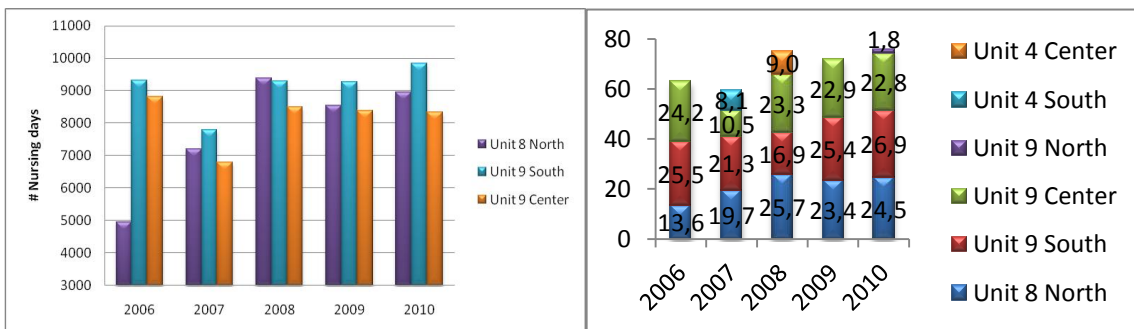 # Nursing days
11000
10000
9000
8000
7000
6000
5000
4000
3000
2006 2007 2008 2009 2010
Unit 8 North
Unit 9 South
Unit 9 Center
80
60
40
20
0
24,2
25,5
13,6
8,1
10,5
21,3
19,7
9,0
23,3
16,9
25,7
22,9
25,4
23,4
1,8
22,8
26,9
24,5
2006 2007 2008 2009 2010
Unit 4 Center
Unit 4 South
Unit 9 North
Unit 9 Center
Unit 9 South
Unit 8 North